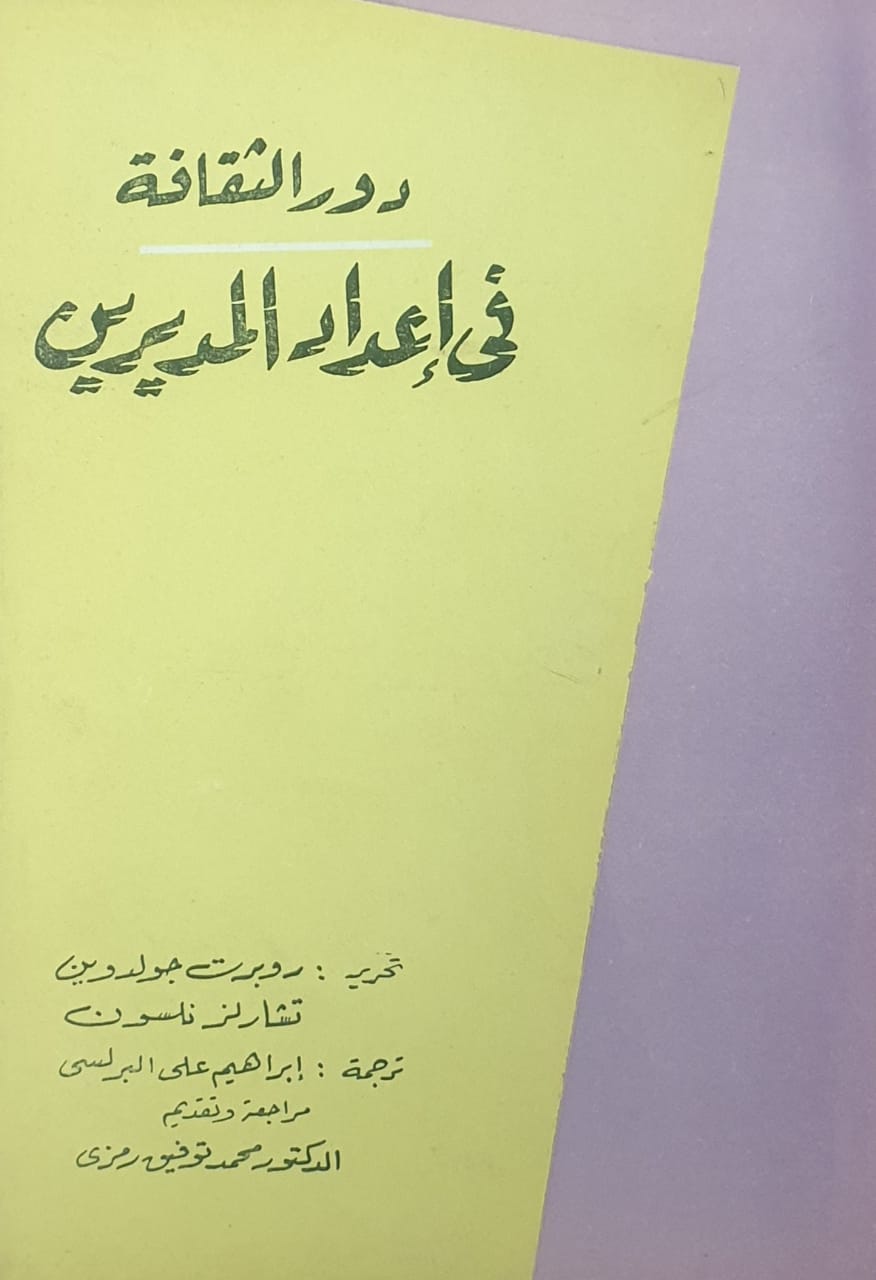 دور الثقافة
في إعداد المديرين
تحرير : روبرت جولدوين
تشارلز نلسون
ترجمة : إبراهيم على البرلسى
مراجعة وتقديم
الدكتور محمد توفيق رمزى